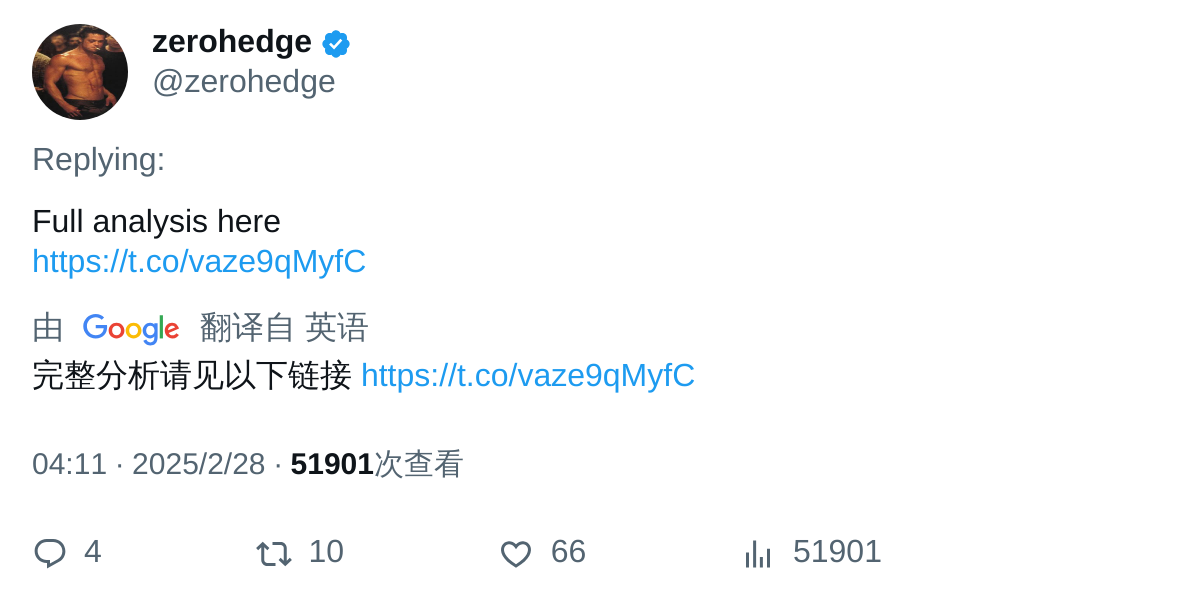 zerohedge
@zerohedge
Replying:
Full analysis here
https://t.co/vaze9qMyfC
由 Google 翻译自 英语
完整分析请见以下链接 https://t.co/vaze9qMyfC
04:11 · 2025/2/28 · 51901次查看
4 10 66 51901